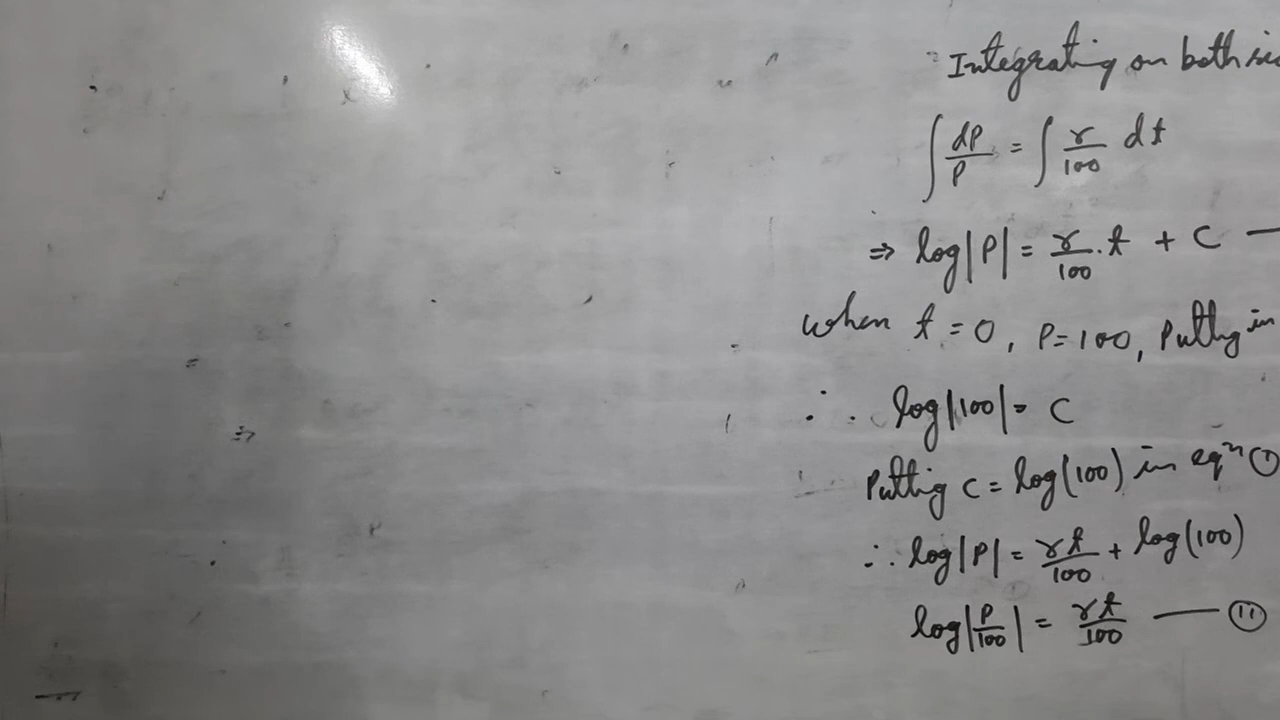 Integrating on both
∫ dP/P = ∫ r/100 dt
⇒ log|P| = r/100 . t + C —
when t = 0, P = 100, Putting in
∴ log|100| = C
Putting C = log(100) in eqⁿ ①
∴ log|P| = rt/100 + log(100)
log|P/100| = rt/100 — ⑪